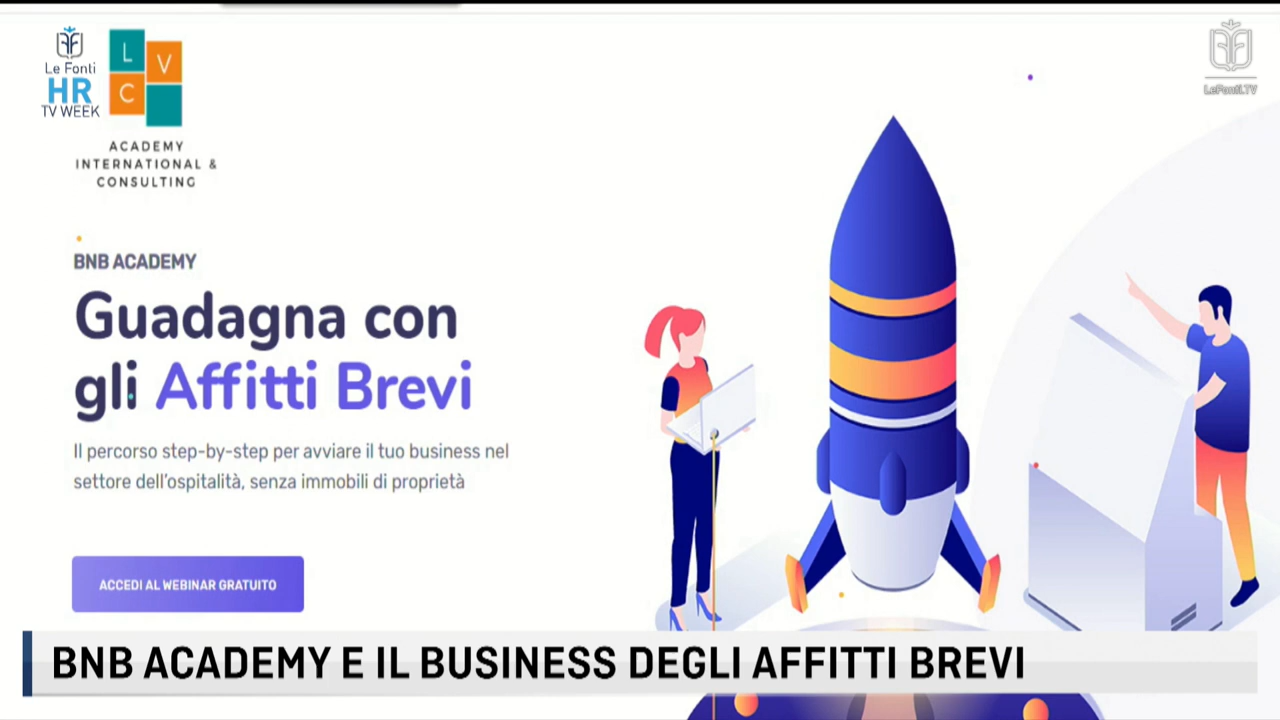 Le Fonti
HR
TV WEEK
L
V
C
ACADEMY
INTERNATIONAL &
CONSULTING
LeFonti.TV
BNB ACADEMY
Guadagna con
gli Affitti Brevi
Il percorso step-by-step per avviare il tuo business nel
settore dell'ospitalità, senza immobili di proprietà
ACCEDI AL WEBINAR GRATUITO
BNB ACADEMY E IL BUSINESS DEGLI AFFITTI BREVI